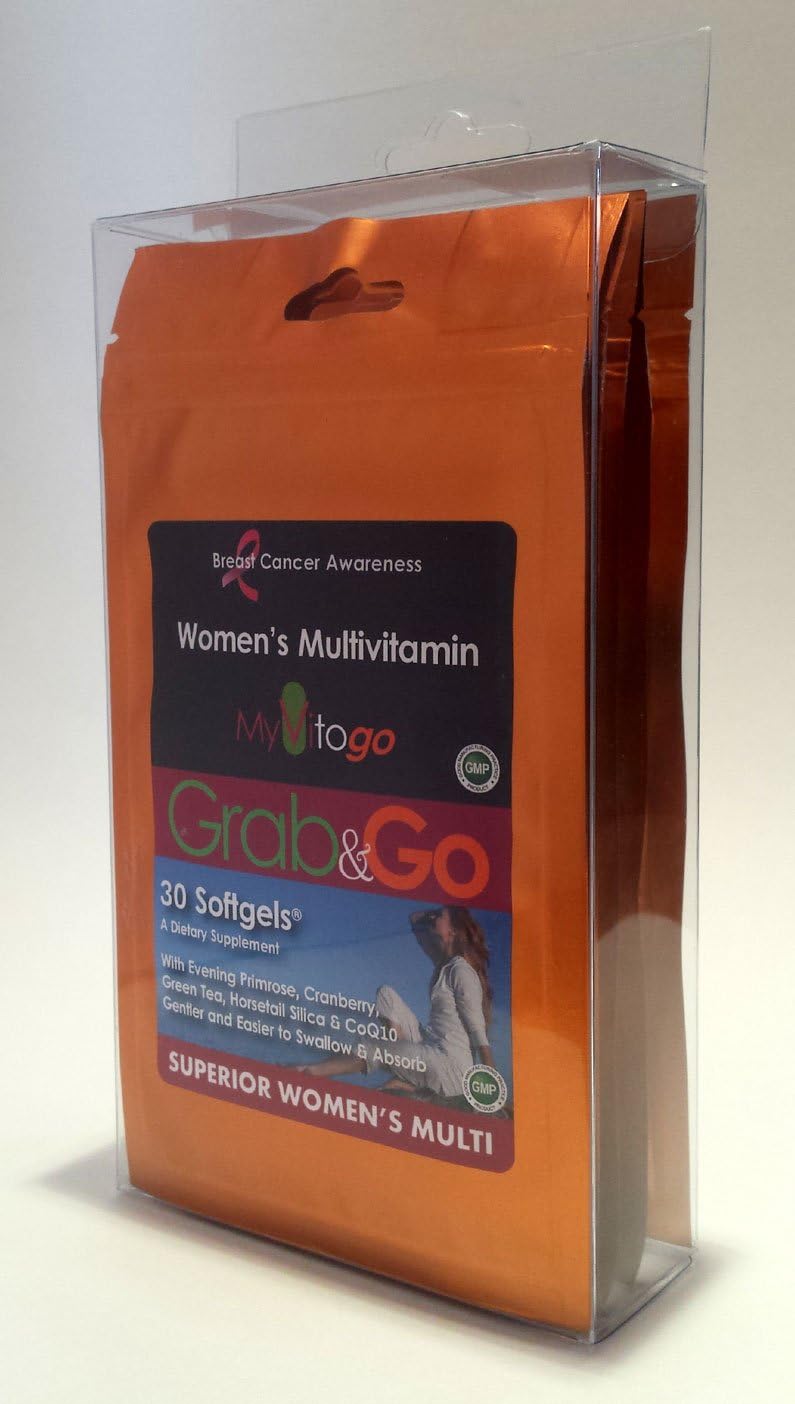 Breast Cancer Awareness
Women's Multivitamin
MyVitogo
GMP
Grab&Go
30 Softgels®
A Dietary Supplement
With Evening Primrose, Cranberry,
Green Tea, Horsetail Silica & CoQ10
Gentler and Easier to Swallow & Absorb
GMP
SUPERIOR WOMEN'S MULTI